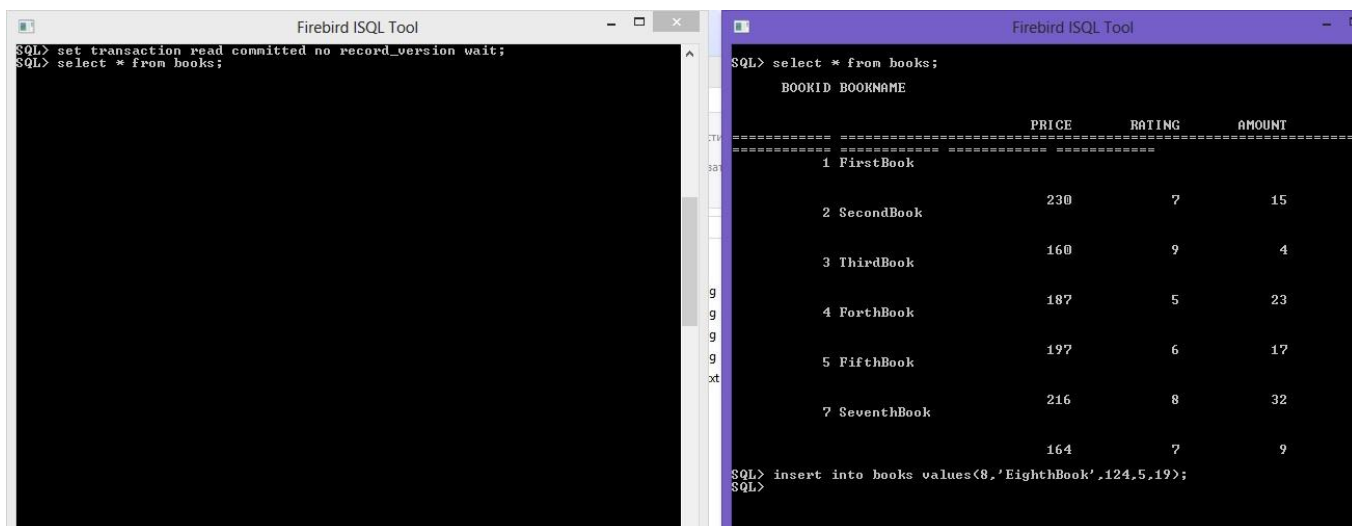 Firebird ISQL Tool
SQL> set transaction read committed no record_version wait;
SQL> select * from books;
Firebird ISQL Tool
SQL> select * from books;
BOOKID BOOKNAME
PRICE RATING AMOUNT
============ ===============================================================
============ ============ ============ ============
1 FirstBook
230 7 15
2 SecondBook
160 9 4
3 ThirdBook
187 5 23
4 ForthBook
197 6 17
5 FifthBook
216 8 32
7 SeventhBook
164 7 9
SQL> insert into books values(8,'EighthBook',124,5,19);
SQL>